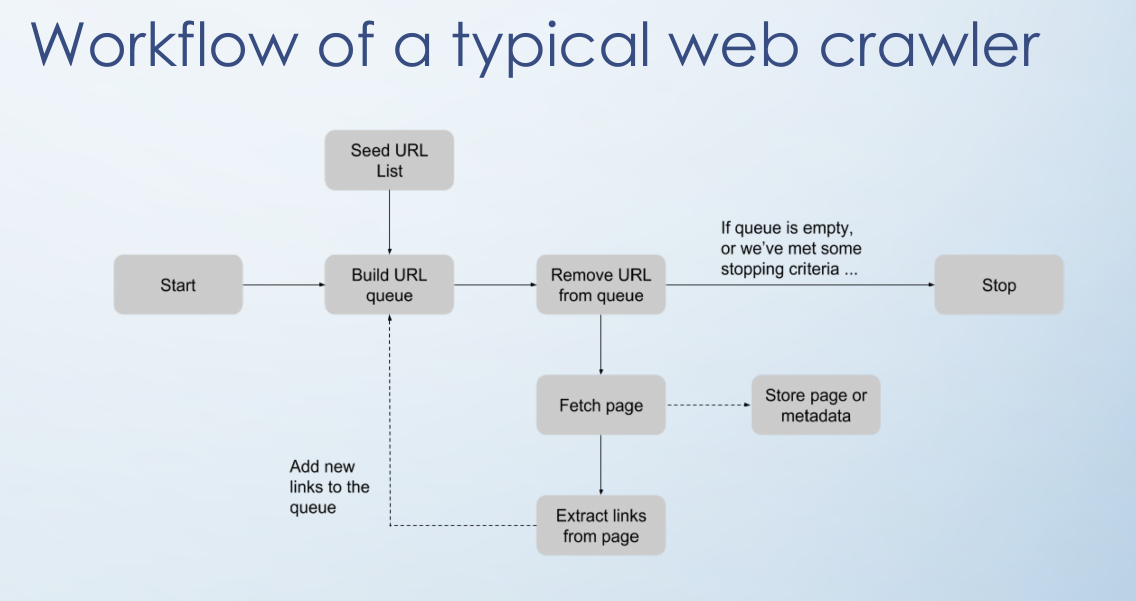 Workflow of a typical web crawler
Seed URL
List
If queue is empty,
or we've met some
stopping criteria ...
Start
Build URL
queue
Remove URL
from queue
Stop
Fetch page
Store page or
metadata
Add new
links to the
queue
Extract links
from page